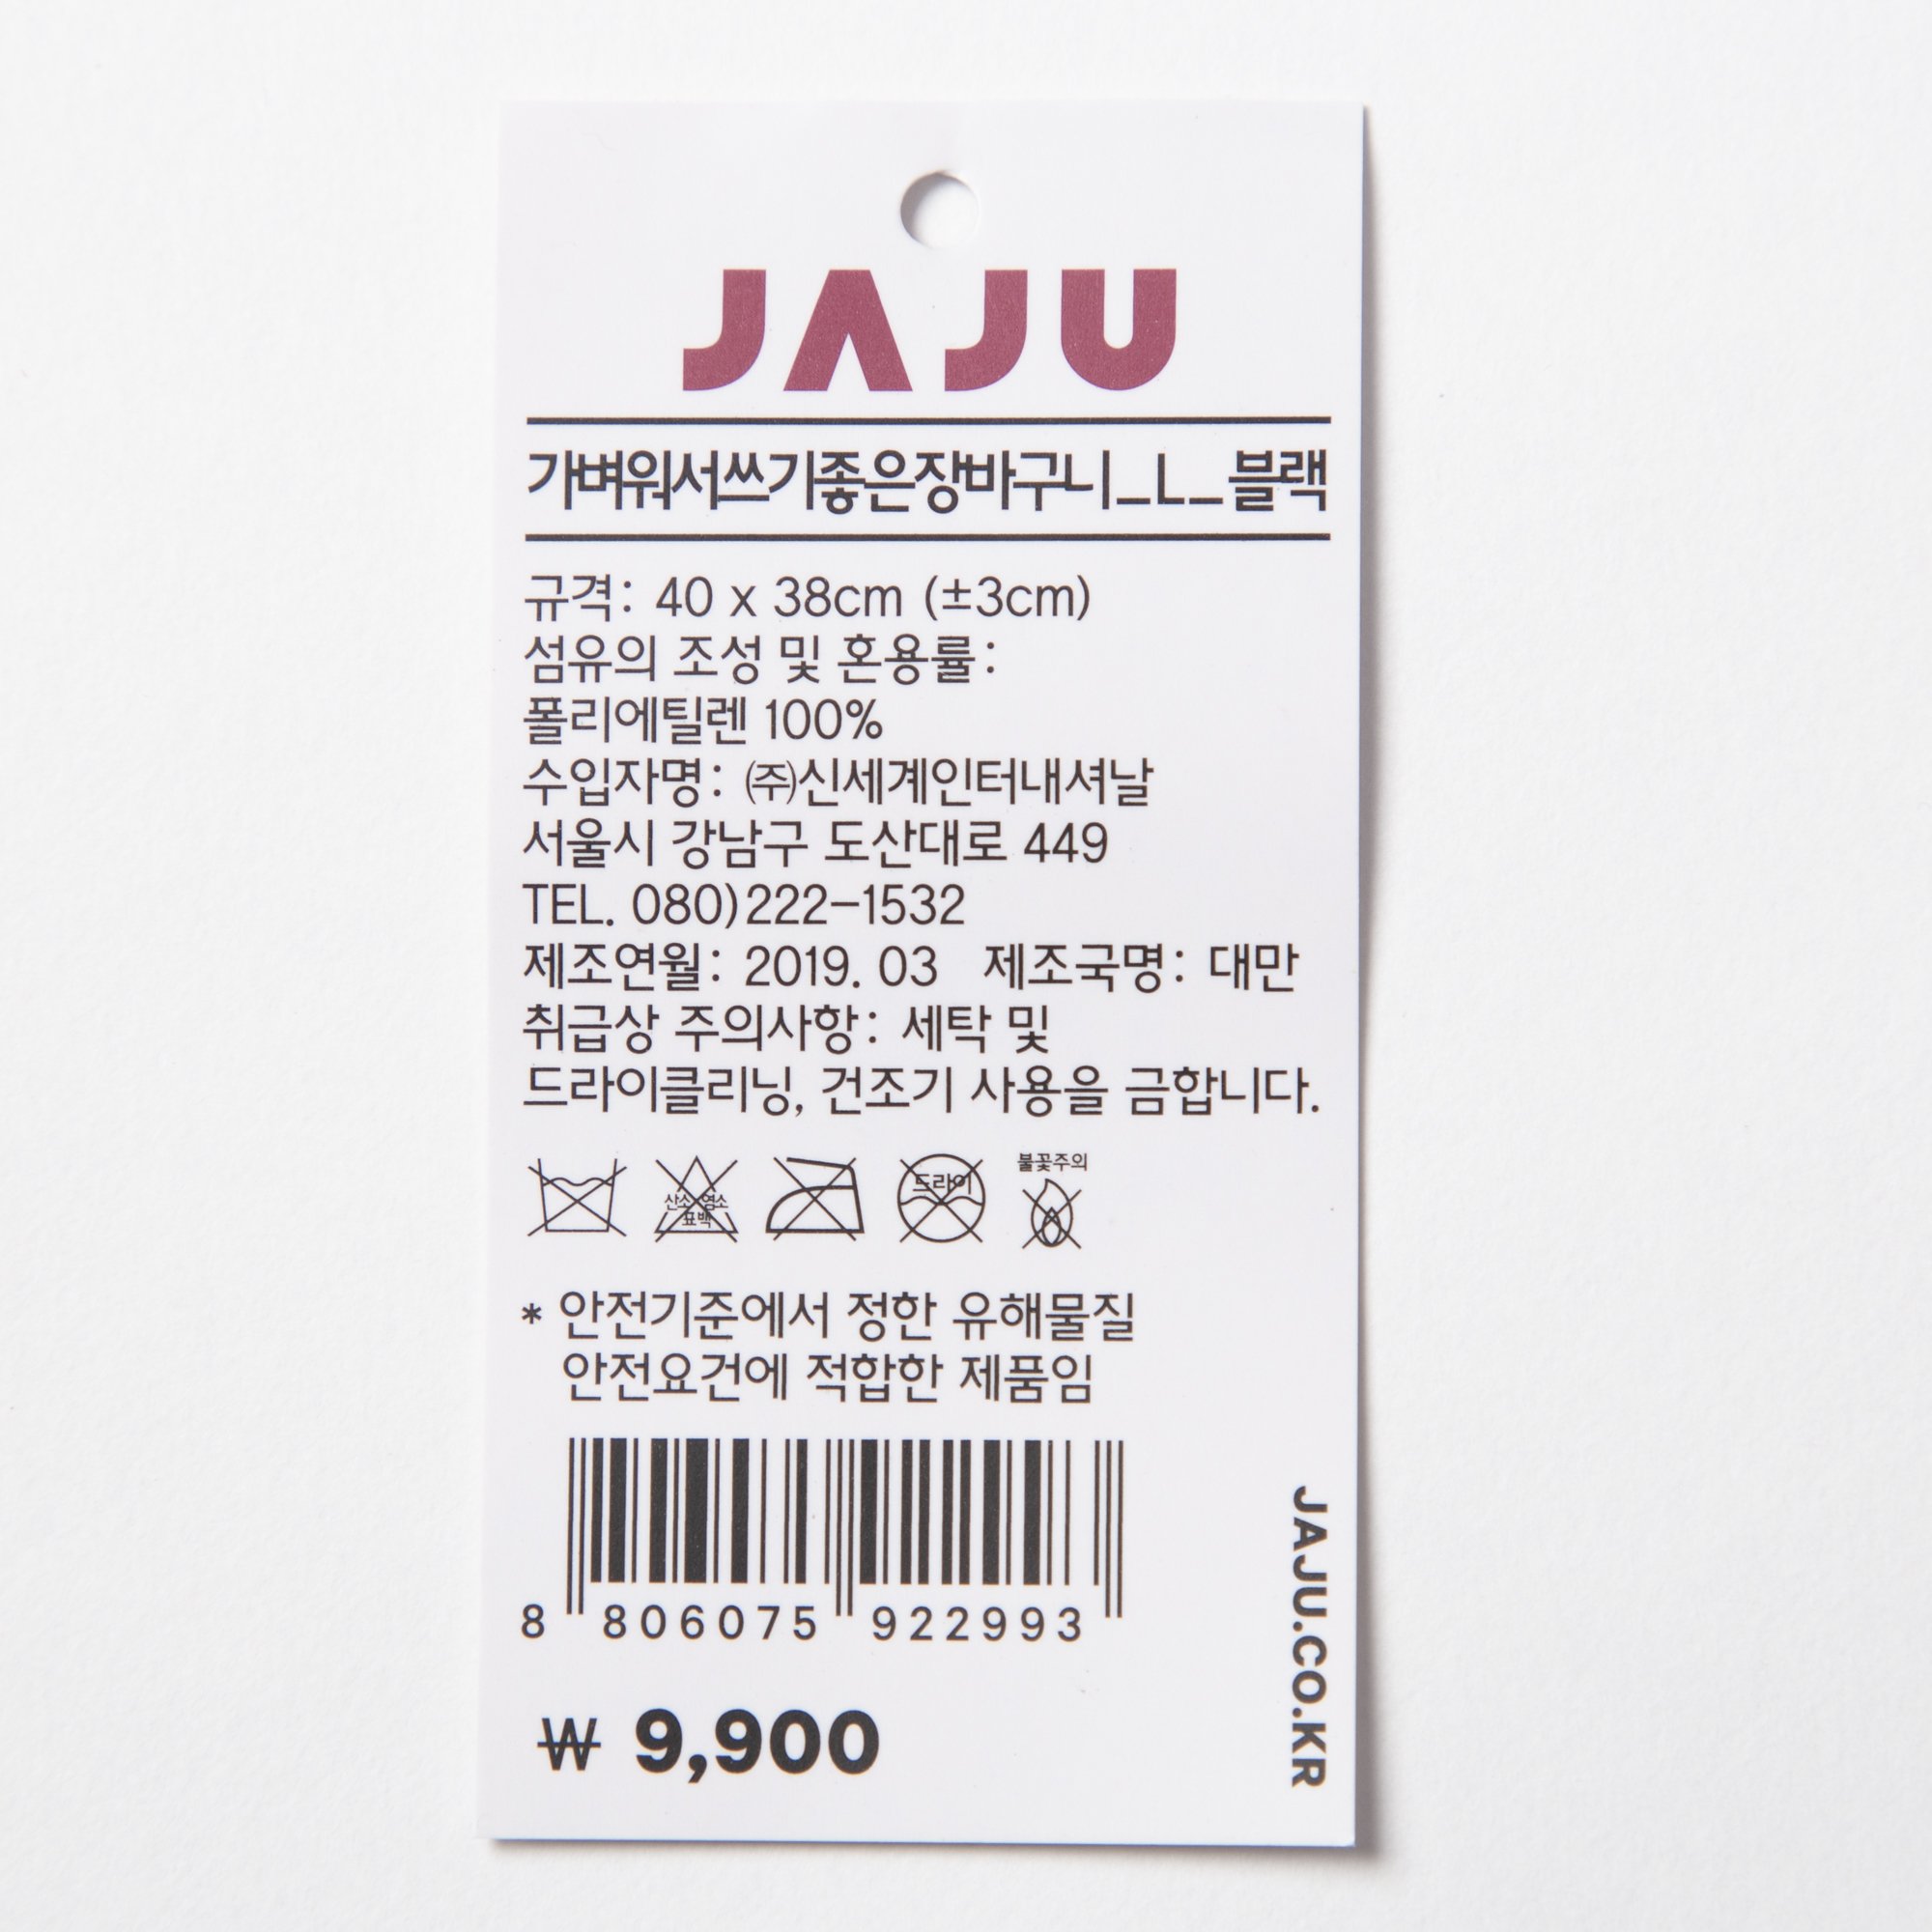 JAJU
가벼워서쓰기좋은장바구니_L_블랙
규격: 40 x 38cm (±3cm)
섬유의 조성 및 혼용률:
폴리에틸렌 100%
수입자명: ㈜신세계인터내셔날
서울시 강남구 도산대로 449
TEL. 080)222-1532
제조연월: 2019. 03 제조국명: 대만
취급상 주의사항: 세탁 및
드라이클리닝, 건조기 사용을 금합니다.
불꽃주의
드라이
산소 염소
표백
* 안전기준에서 정한 유해물질
안전요건에 적합한 제품임
8 806075 922993
₩ 9,900
JAJU.CO.KR